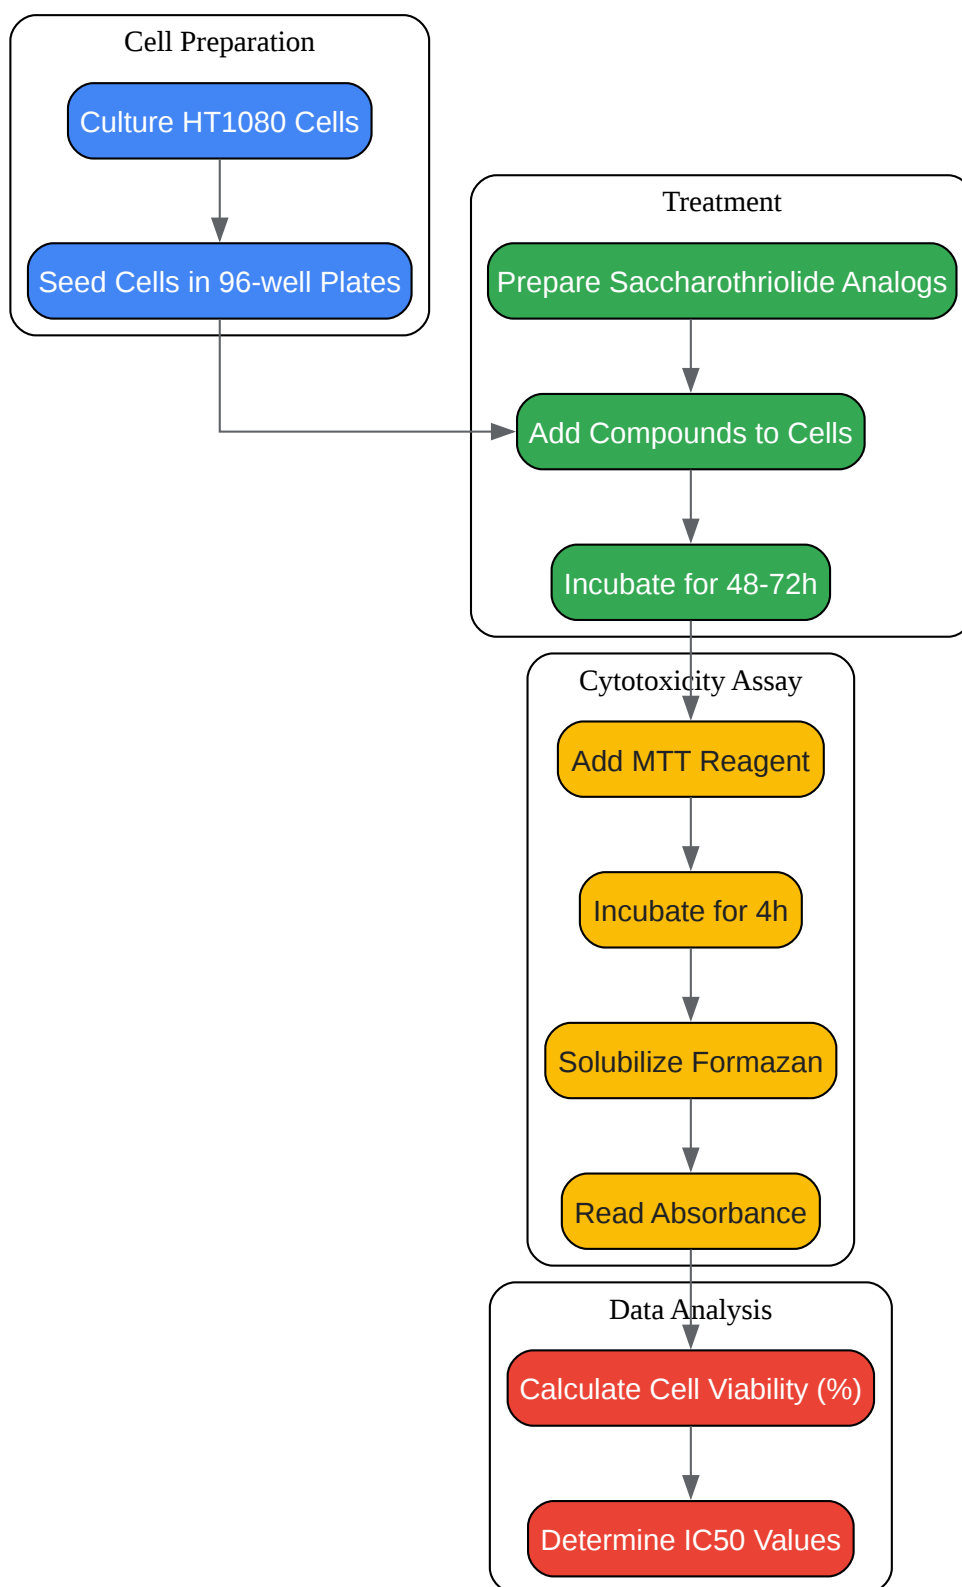 Cell Preparation
Culture HT1080 Cells
Seed Cells in 96-well Plates
Treatment
Prepare Saccharothriolide Analogs
Add Compounds to Cells
Incubate for 48-72h
Cytotoxicity Assay
Add MTT Reagent
Incubate for 4h
Solubilize Formazan
Read Absorbance
Data Analysis
Calculate Cell Viability (%)
Determine IC50 Values